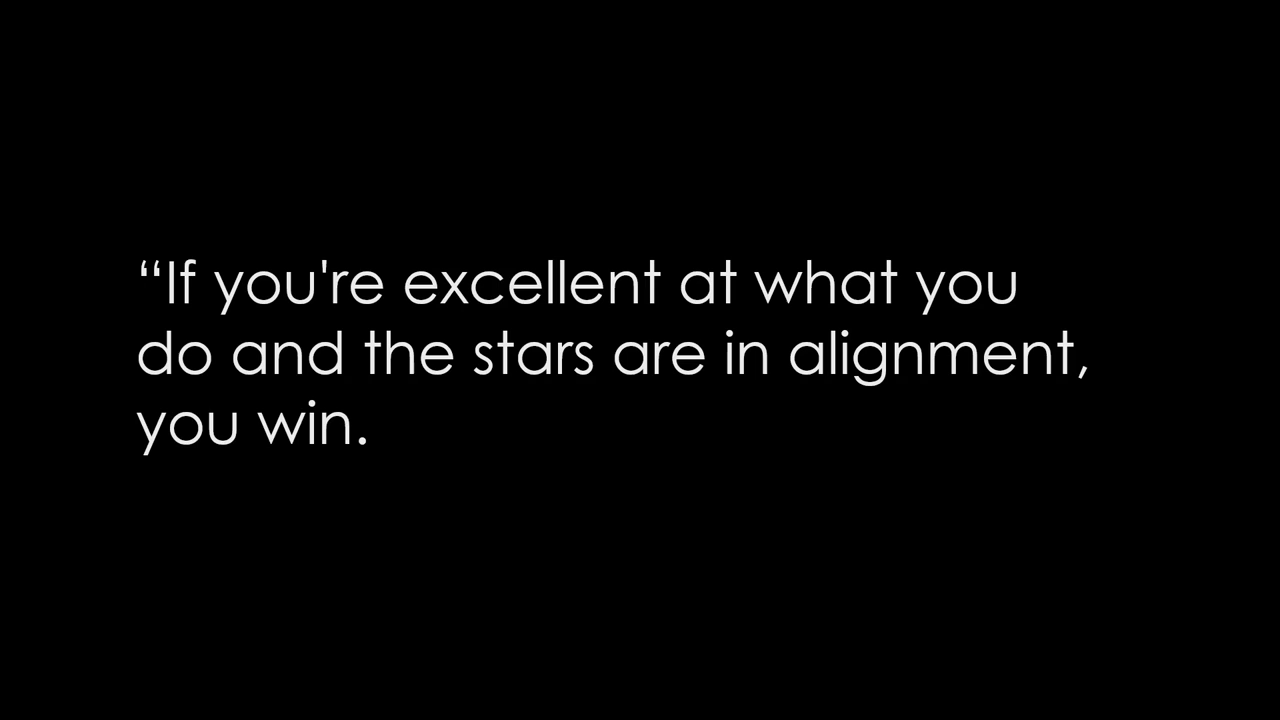 “If you're excellent at what you
do and the stars are in alignment,
you win.